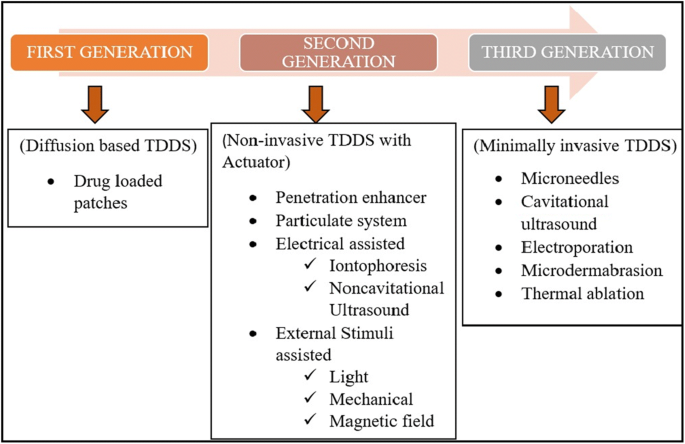 FIRST GENERATION
SECOND
GENERATION
THIRD GENERATION
(Diffusion based TDDS)
• Drug loaded
patches
(Non-invasive TDDS with
Actuator)
• Penetration enhancer
• Particulate system
• Electrical assisted
✓ Iontophoresis
✓ Noncavitational
Ultrasound
• External Stimuli
assisted
✓ Light
✓ Mechanical
✓ Magnetic field
(Minimally invasive TDDS)
• Microneedles
• Cavitational
ultrasound
• Electroporation
• Microdermabrasion
• Thermal ablation